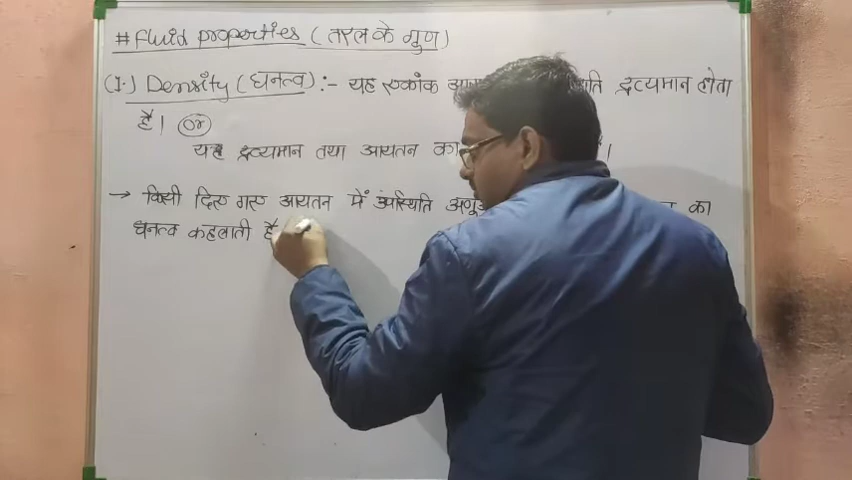 # Fluid properties (तरल के गुण)
(1.) Density (घनत्व) :- यह एकांक द्रव्यमान होता
है। (or)
यह द्रव्यमान तथा आयतन का
→ किसी दिए गए आयतन में उपस्थिति का
घनत्व कहलाती है